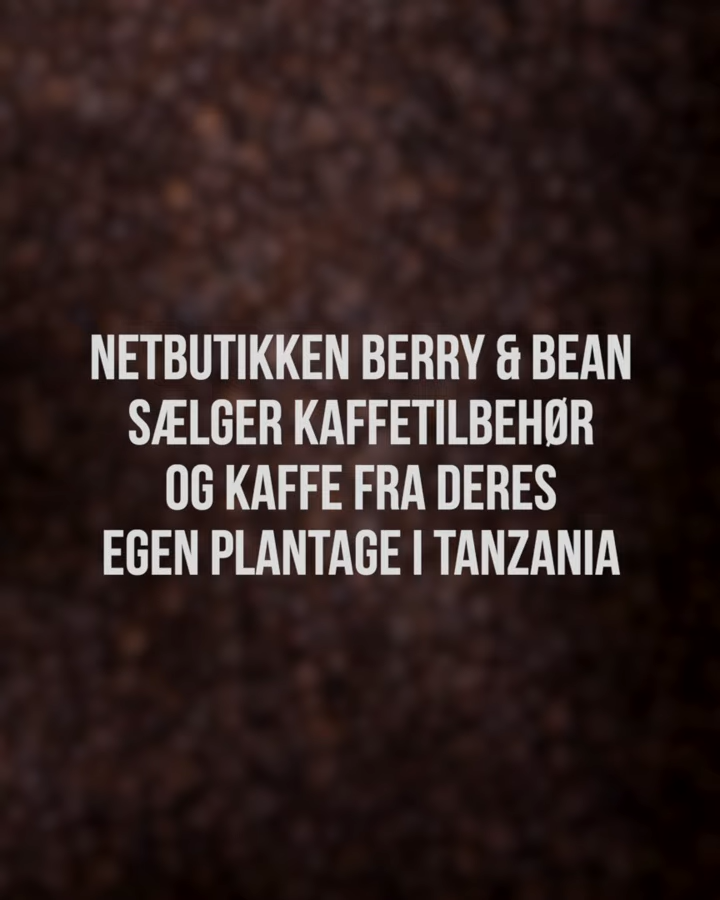 NETBUTIKKEN BERRY & BEAN
SÆLGER KAFFETILBEHØR
OG KAFFE FRA DERES
EGEN PLANTAGE I TANZANIA